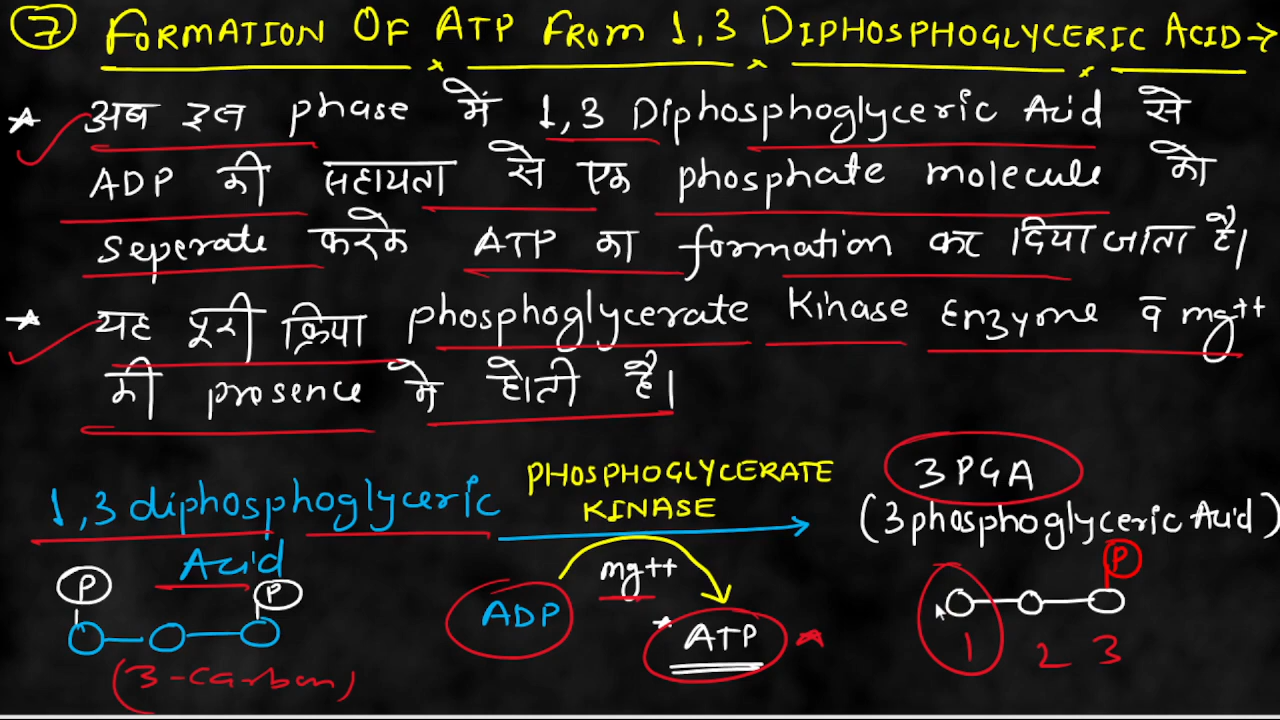 7 FORMATION OF ATP FROM 1,3 DIPHOSPHOGLYCERIC ACID →
अब इस phase में 1,3 Diphosphoglyceric Acid से
ADP की सहायता से एक phosphate molecule को
seperate करके ATP का formation कर दिया जाता है।
यह पूरी क्रिया phosphoglycerate Kinase Enzyme व mg++
की presence मे होती है।
1,3 diphosphoglyceric
Acid
P P
(3-carbon)
PHOSPHOGLYCERATE
KINASE
mg++
ADP
ATP
3 PGA
(3 phosphoglyceric Acid)
P
1 2 3